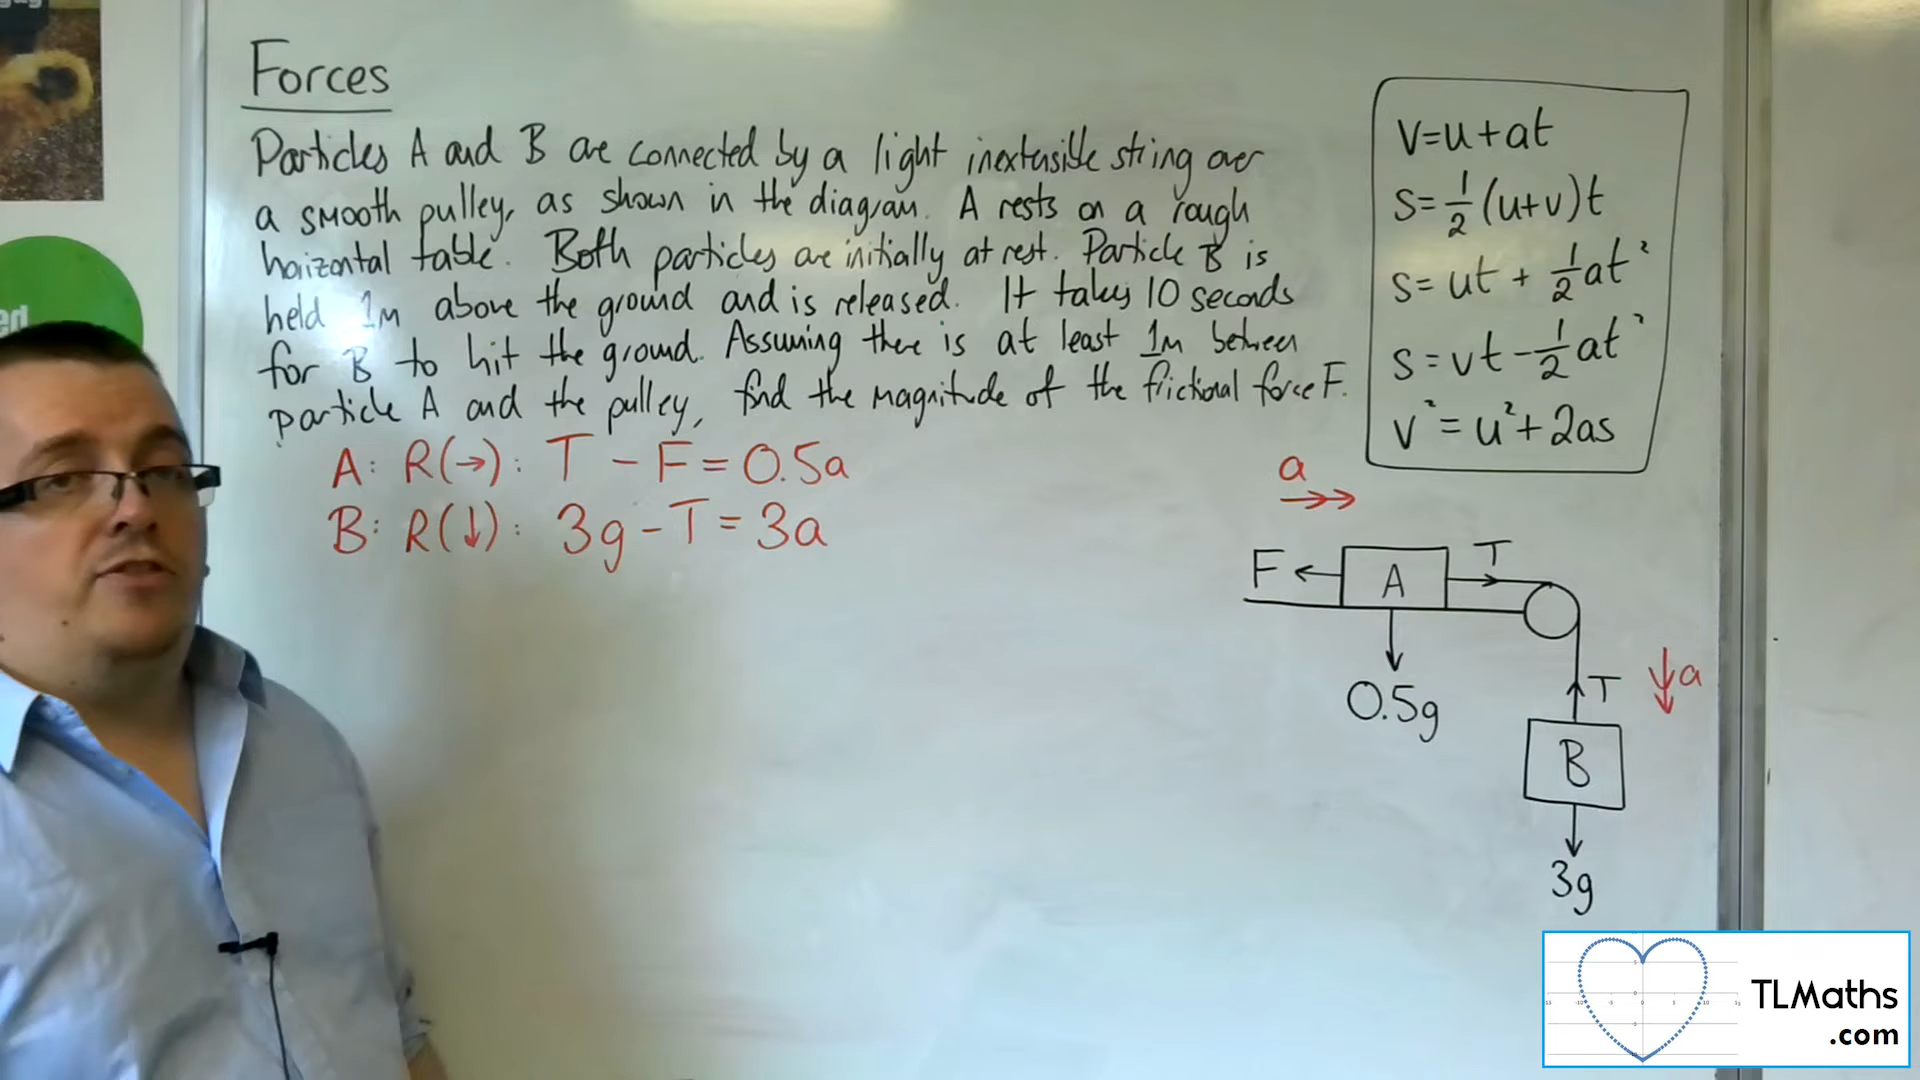 Forces
Particles A and B are connected by a light inextensible string over
a smooth pulley, as shown in the diagram. A rests on a rough
horizontal table. Both particles are initially at rest. Particle B is
held 1m above the ground and is released. It takes 10 seconds
for B to hit the ground. Assuming there is at least 1m between
particle A and the pulley, find the magnitude of the frictional force F.
A: R(→): T - F = 0.5a
B: R(↓): 3g - T = 3a
v=u+at
s=½(u+v)t
s=ut+½at²
s=vt-½at²
v²=u²+2as
a
F
A
T
0.5g
T
a
B
3g
TLMaths
.com